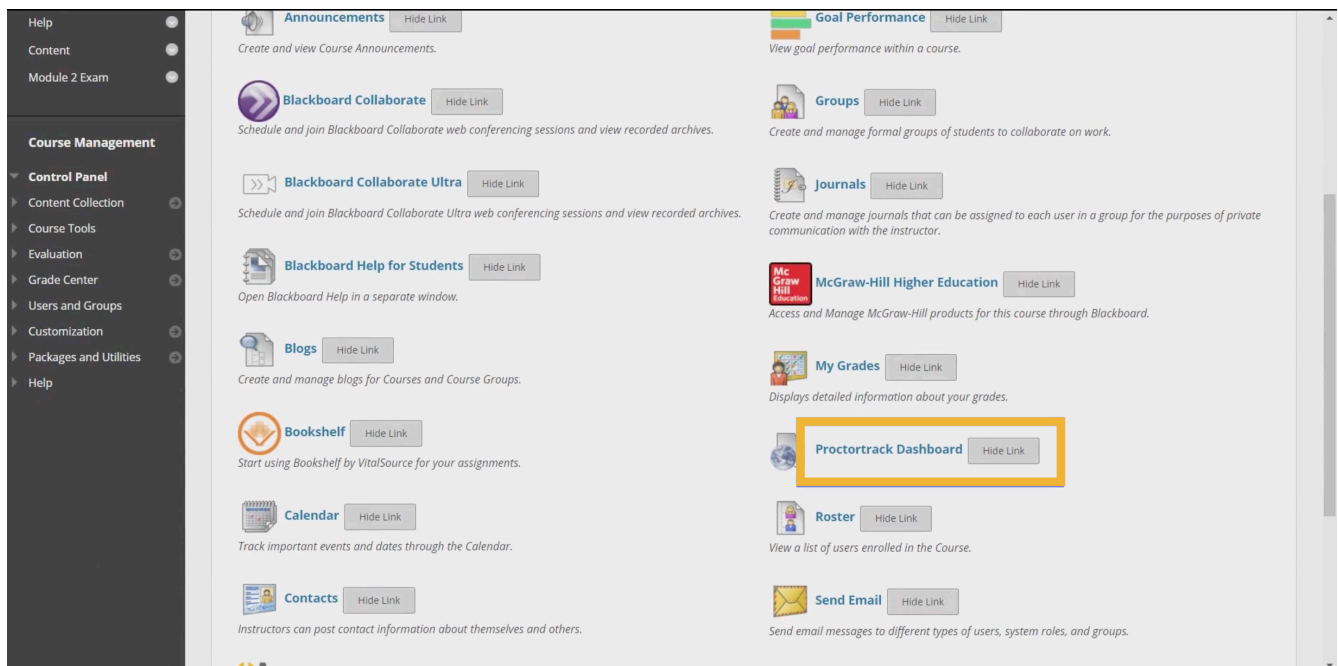 Help
Content
Module 2 Exam
Course Management
Control Panel
Content Collection
Course Tools
Evaluation
Grade Center
Users and Groups
Customization
Packages and Utilities
Help
Announcements Hide Link
Create and view Course Announcements.
Blackboard Collaborate Hide Link
Schedule and join Blackboard Collaborate web conferencing sessions and view recorded archives.
Blackboard Collaborate Ultra Hide Link
Schedule and join Blackboard Collaborate Ultra web conferencing sessions and view recorded archives.
Blackboard Help for Students Hide Link
Open Blackboard Help in a separate window.
Blogs Hide Link
Create and manage blogs for Courses and Course Groups.
Bookshelf Hide Link
Start using Bookshelf by VitalSource for your assignments.
Calendar Hide Link
Track important events and dates through the Calendar.
Contacts Hide Link
Instructors can post contact information about themselves and others.
Goal Performance Hide Link
View goal performance within a course.
Groups Hide Link
Create and manage formal groups of students to collaborate on work.
Journals Hide Link
Create and manage journals that can be assigned to each user in a group for the purposes of private
communication with the instructor.
Mc
Graw
Hill
Education
McGraw-Hill Higher Education Hide Link
Access and Manage McGraw-Hill products for this course through Blackboard.
My Grades Hide Link
Displays detailed information about your grades.
Proctortrack Dashboard Hide Link
Roster Hide Link
View a list of users enrolled in the Course.
Send Email Hide Link
Send email messages to different types of users, system roles, and groups.